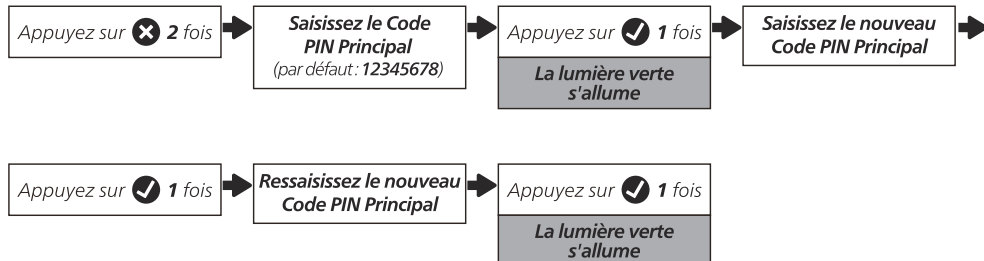 Appuyez sur 2 fois
Saisissez le Code
PIN Principal
(par défaut : 12345678)
Appuyez sur 1 fois
La lumière verte
s'allume
Saisissez le nouveau
Code PIN Principal
Appuyez sur 1 fois
Ressaisissez le nouveau
Code PIN Principal
Appuyez sur 1 fois
La lumière verte
s'allume